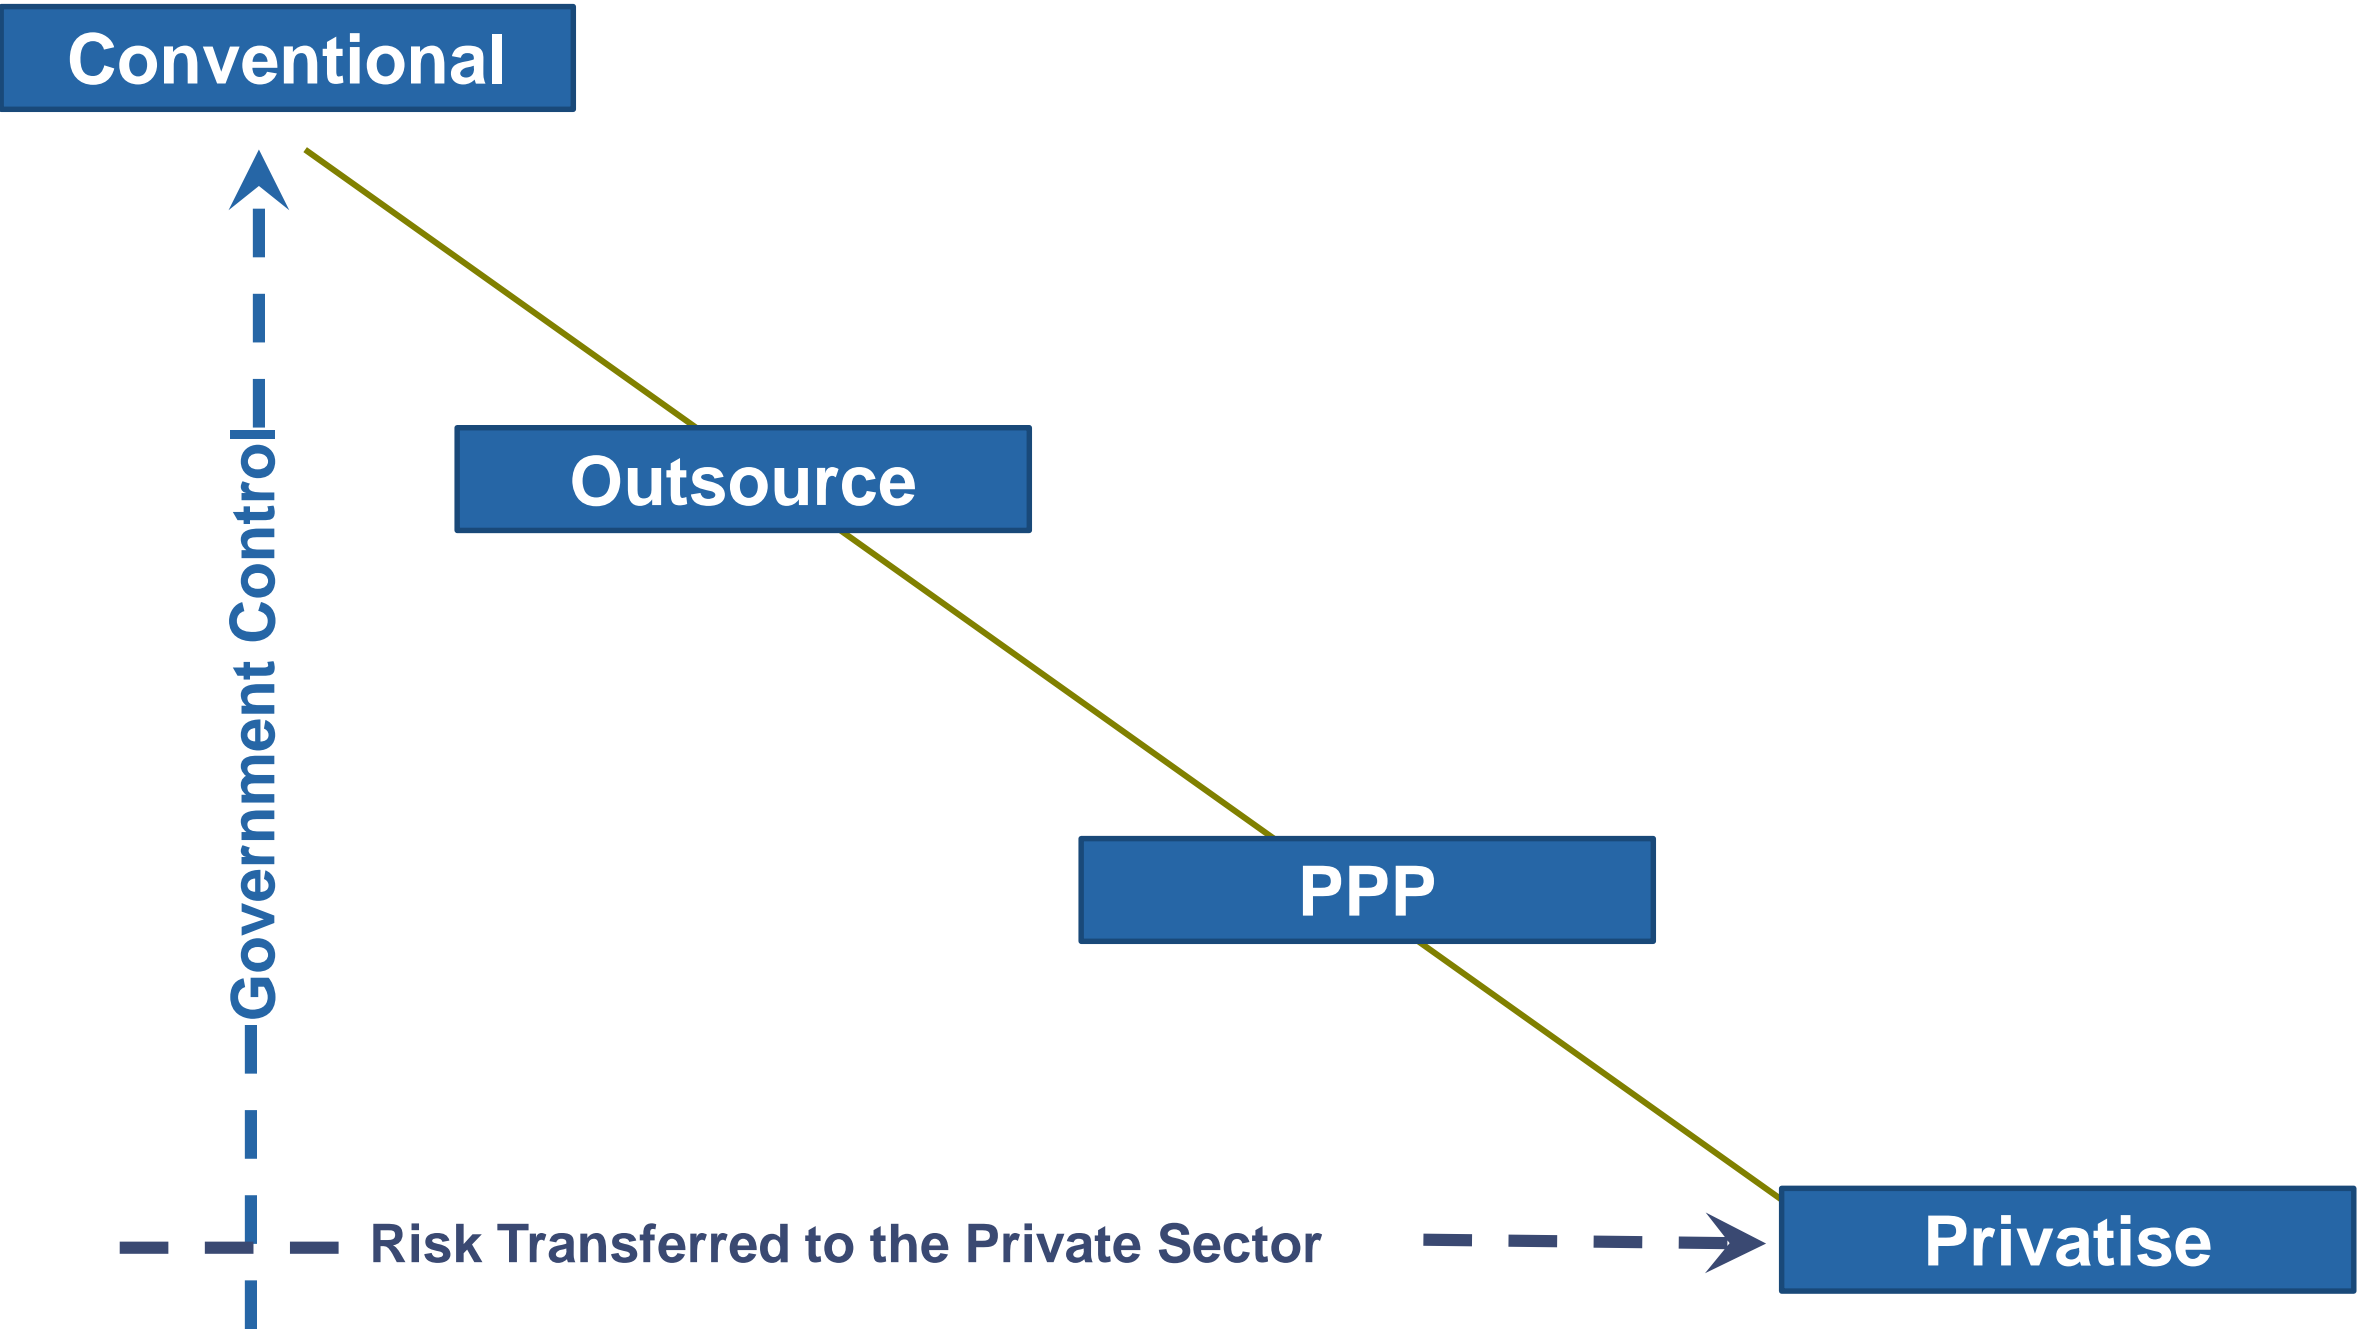 Conventional
Outsource
Government Control
PPP
Risk Transferred to the Private Sector
Privatise